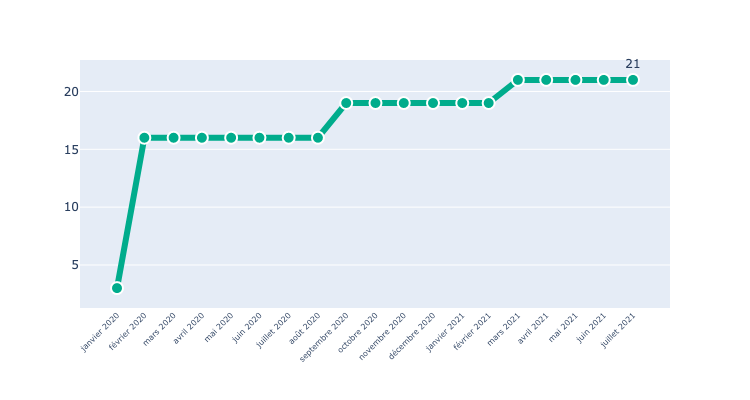 21
20
15
10
5
janvier 2020
février 2020
mars 2020
avril 2020
mai 2020
juin 2020
juillet 2020
août 2020
septembre 2020
octobre 2020
novembre 2020
décembre 2020
janvier 2021
février 2021
mars 2021
avril 2021
mai 2021
juin 2021
juillet 2021